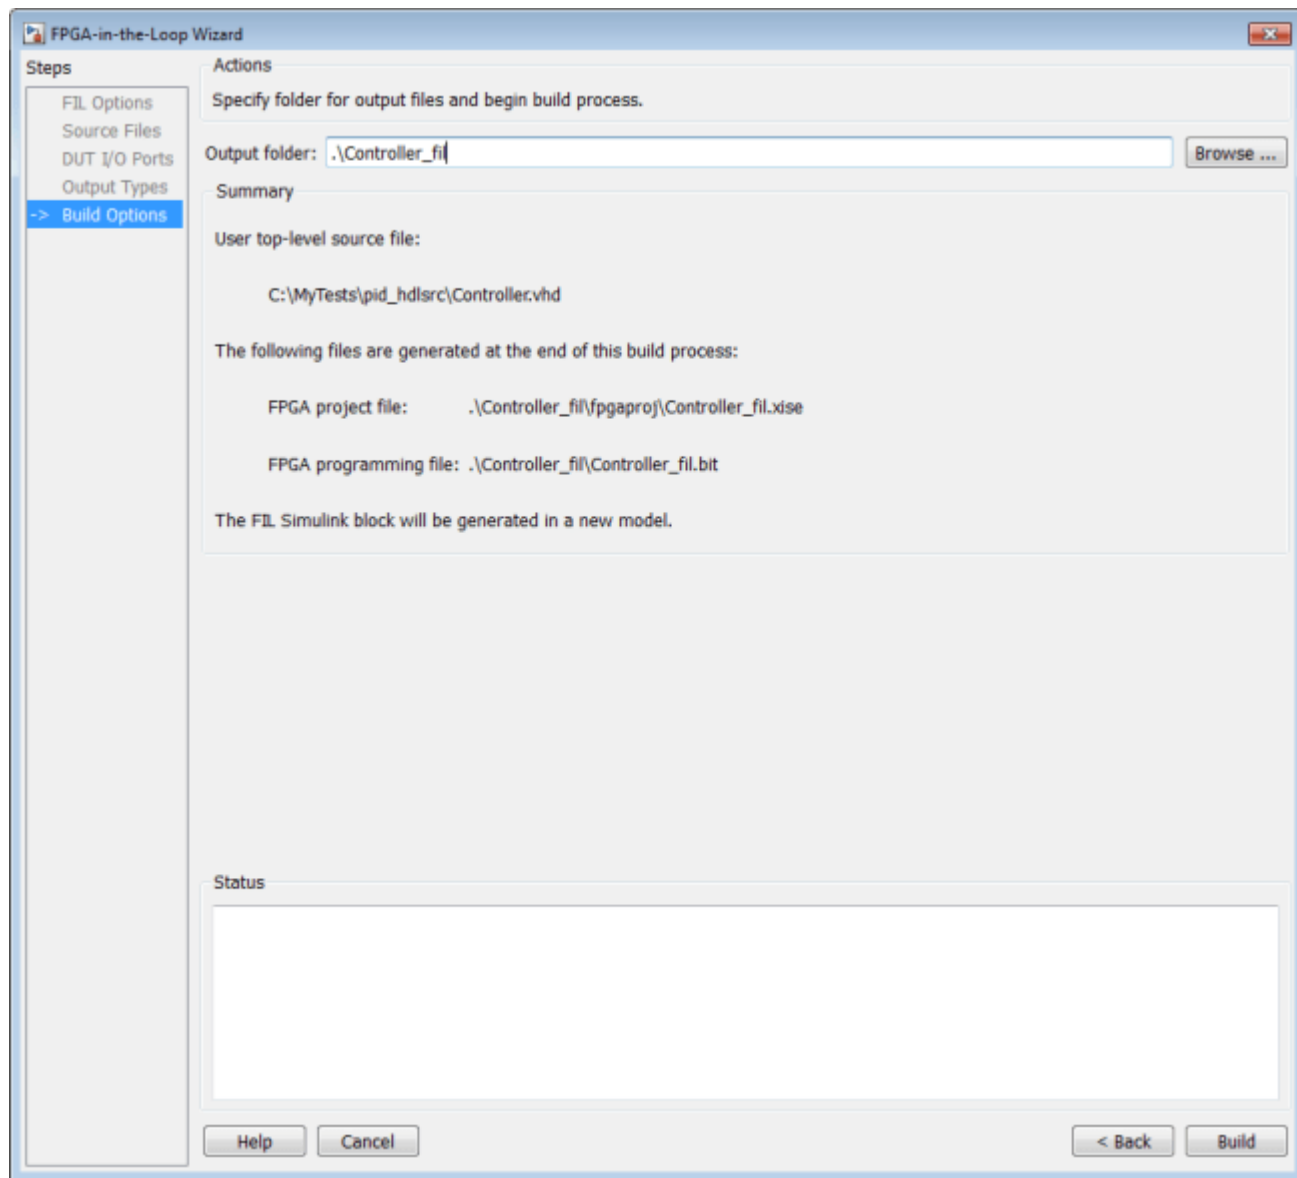 FPGA-in-the-Loop Wizard
Steps
FIL Options
Source Files
DUT I/O Ports
Output Types
-> Build Options
Actions
Specify folder for output files and begin build process.
Output folder: .\Controller_fil Browse ...
Summary
User top-level source file:
C:\MyTests\pid_hdlsrc\Controller.vhd
The following files are generated at the end of this build process:
FPGA project file: .\Controller_fil\fpgaproj\Controller_fil.xise
FPGA programming file: .\Controller_fil\Controller_fil.bit
The FIL Simulink block will be generated in a new model.
Status
Help Cancel < Back Build